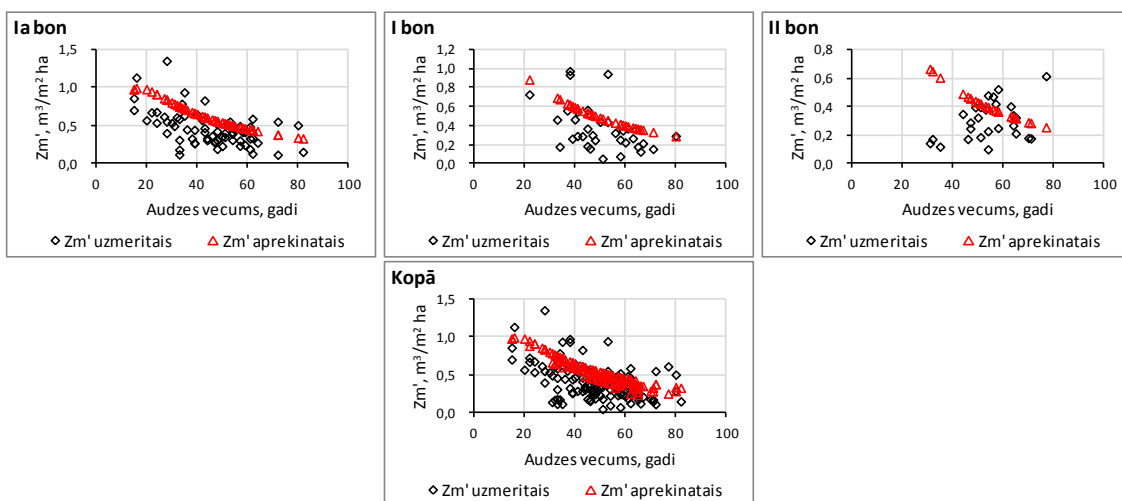 Ia bon
Zm', m³/m² ha
1,5
1,0
0,5
0,0
0 20 40 60 80 100
Audzes vecums, gadi
Zm' uzmeritais Zm' aprekinatais
I bon
Zm', m³/m² ha
1,2
1,0
0,8
0,6
0,4
0,2
0,0
0 20 40 60 80 100
Audzes vecums, gadi
Zm' uzmeritais Zm' aprekinatais
II bon
Zm', m³/m² ha
0,8
0,6
0,4
0,2
0,0
0 20 40 60 80 100
Audzes vecums, gadi
Zm' uzmeritais Zm' aprekinatais
Kopā
Zm', m³/m² ha
1,5
1,0
0,5
0,0
0 20 40 60 80 100
Audzes vecums, gadi
Zm' uzmeritais Zm' aprekinatais